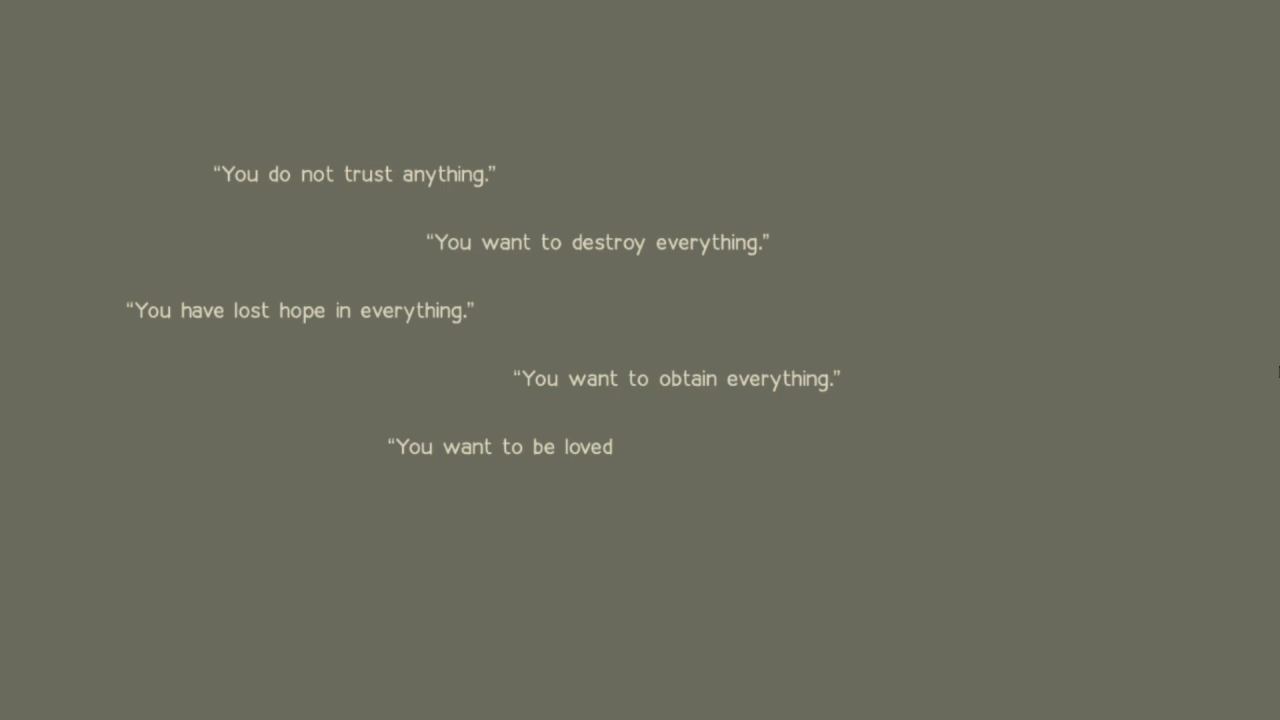 “You do not trust anything.”
“You want to destroy everything.”
“You have lost hope in everything.”
“You want to obtain everything.”
“You want to be loved